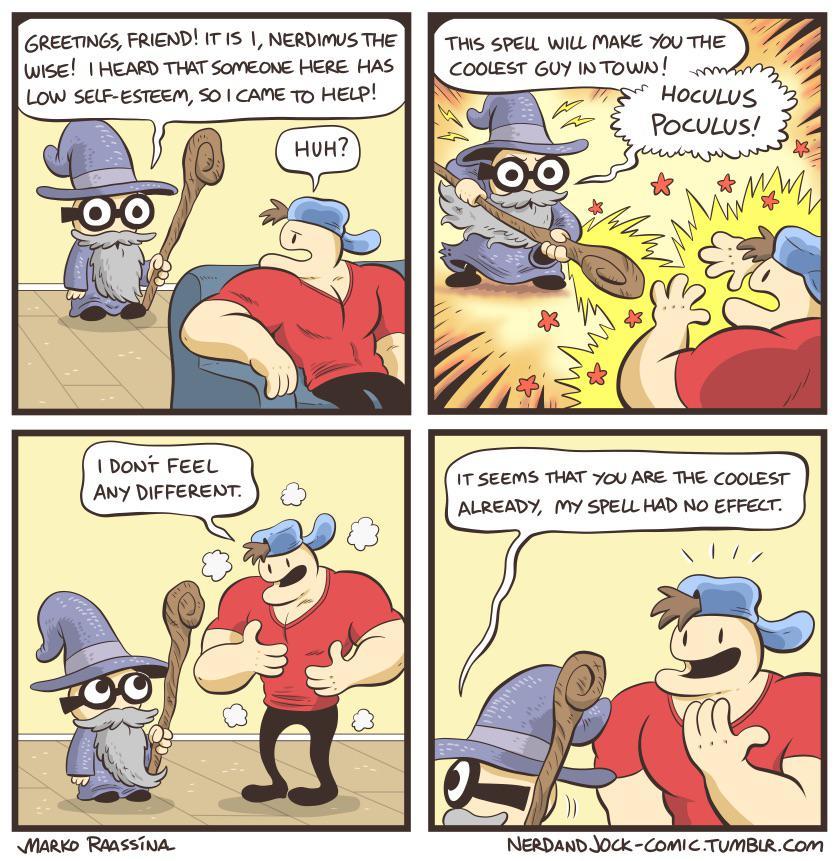 GREETINGS, FRIEND! IT IS I, NERDIMUS THE
WISE! I HEARD THAT SOMEONE HERE HAS
LOW SELF-ESTEEM, SO I CAME TO HELP!
HUH?
THIS SPELL WILL MAKE YOU THE
COOLEST GUY IN TOWN!
HOCULUS
POCULUS!
I DON'T FEEL
ANY DIFFERENT.
IT SEEMS THAT YOU ARE THE COOLEST
ALREADY, MY SPELL HAD NO EFFECT.
MARKO RAASSINA
NERDANDJOCK-COMIC.TUMBLR.COM